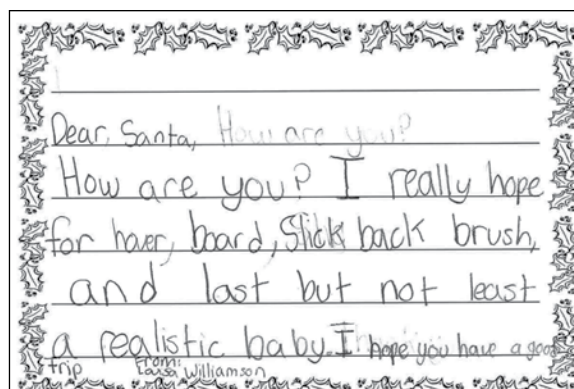 Dear, Santa, How are you?
How are you? I really hope
for hover, board, Slick back brush,
and last but not least
a realistic baby. I hope you have a good
trip From:
Williamson